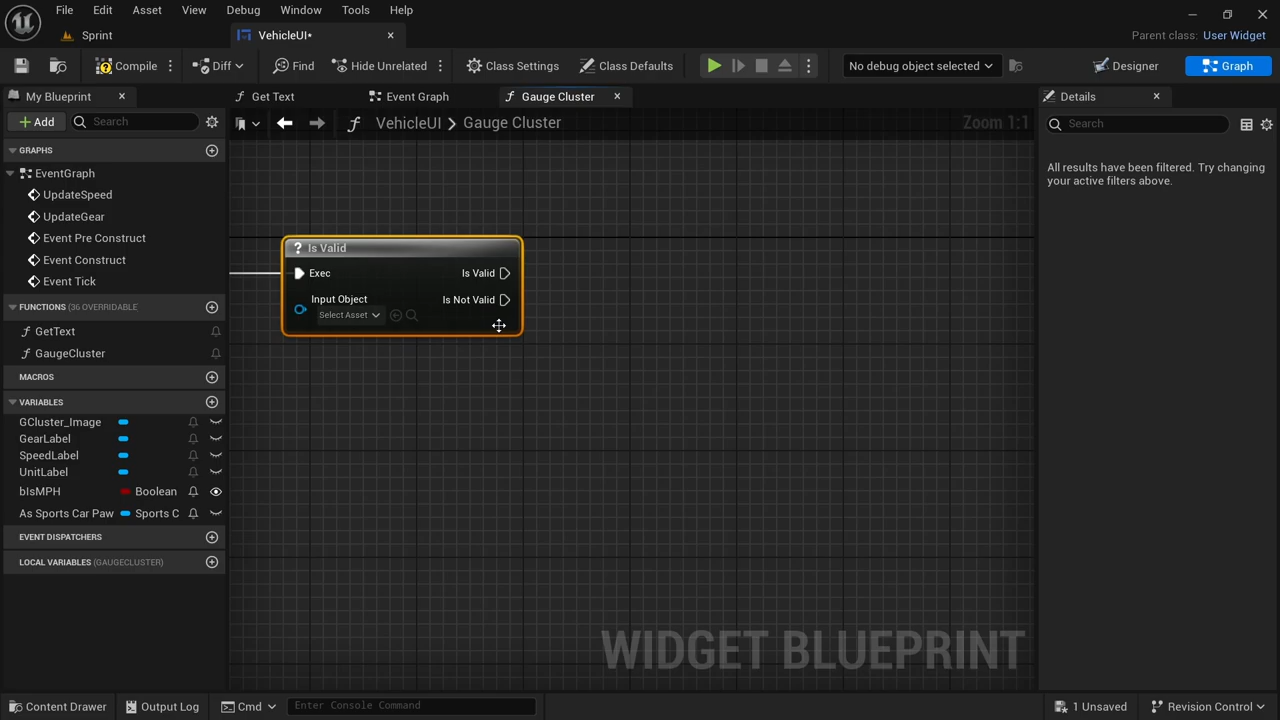 File Edit Asset View Debug Window Tools Help
Sprint
VehicleUI*
Parent class: User Widget
Compile
Diff
Find
Hide Unrelated
Class Settings
Class Defaults
No debug object selected
Designer
Graph
My Blueprint
Get Text
Event Graph
Gauge Cluster
Details
Add
Search
VehicleUI > Gauge Cluster
Zoom 1:1
Search
GRAPHS
EventGraph
UpdateSpeed
UpdateGear
Event Pre Construct
Event Construct
Event Tick
FUNCTIONS (36 OVERRIDABLE
GetText
GaugeCluster
MACROS
VARIABLES
GCluster_Image
GearLabel
SpeedLabel
UnitLabel
bIsMPH Boolean
As Sports Car Paw Sports C
EVENT DISPATCHERS
LOCAL VARIABLES (GAUGECLUSTER)
? Is Valid
Exec
Is Valid
Input Object
Is Not Valid
Select Asset
All results have been filtered. Try changing
your active filters above.
WIDGET BLUEPRINT
Content Drawer
Output Log
Cmd
Enter Console Command
1 Unsaved
Revision Control